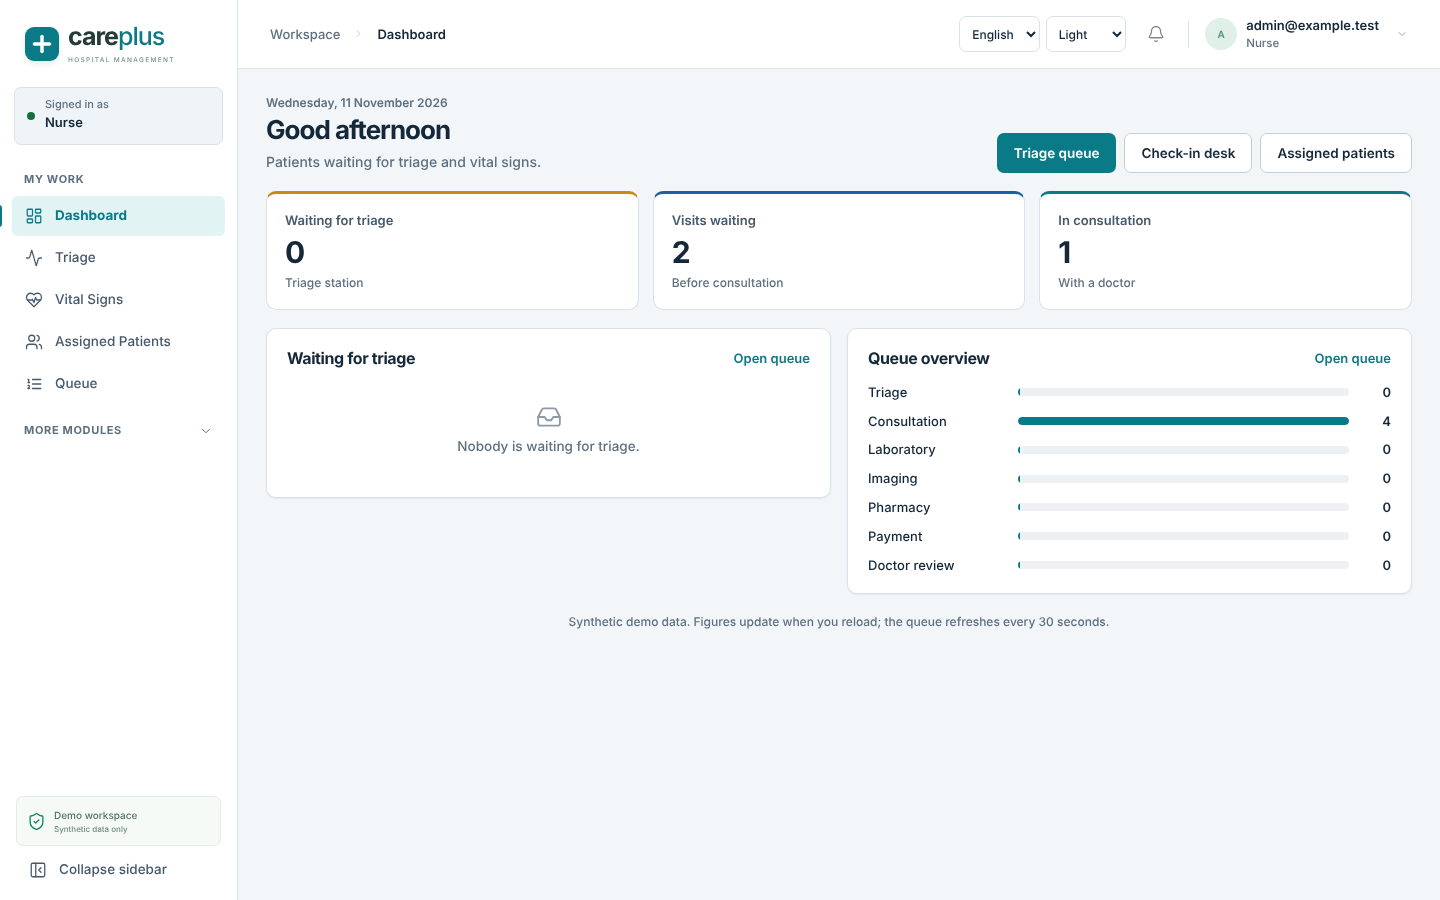 careplus
HOSPITAL MANAGEMENT
Signed in as
Nurse
MY WORK
Dashboard
Triage
Vital Signs
Assigned Patients
Queue
MORE MODULES
Demo workspace
Synthetic data only
Collapse sidebar
Workspace
Dashboard
English
Light
A
admin@example.test
Nurse
Wednesday, 11 November 2026
Good afternoon
Patients waiting for triage and vital signs.
Triage queue
Check-in desk
Assigned patients
Waiting for triage
0
Triage station
Visits waiting
2
Before consultation
In consultation
1
With a doctor
Waiting for triage
Open queue
Nobody is waiting for triage.
Queue overview
Open queue
Triage 0
Consultation 4
Laboratory 0
Imaging 0
Pharmacy 0
Payment 0
Doctor review 0
Synthetic demo data. Figures update when you reload; the queue refreshes every 30 seconds.